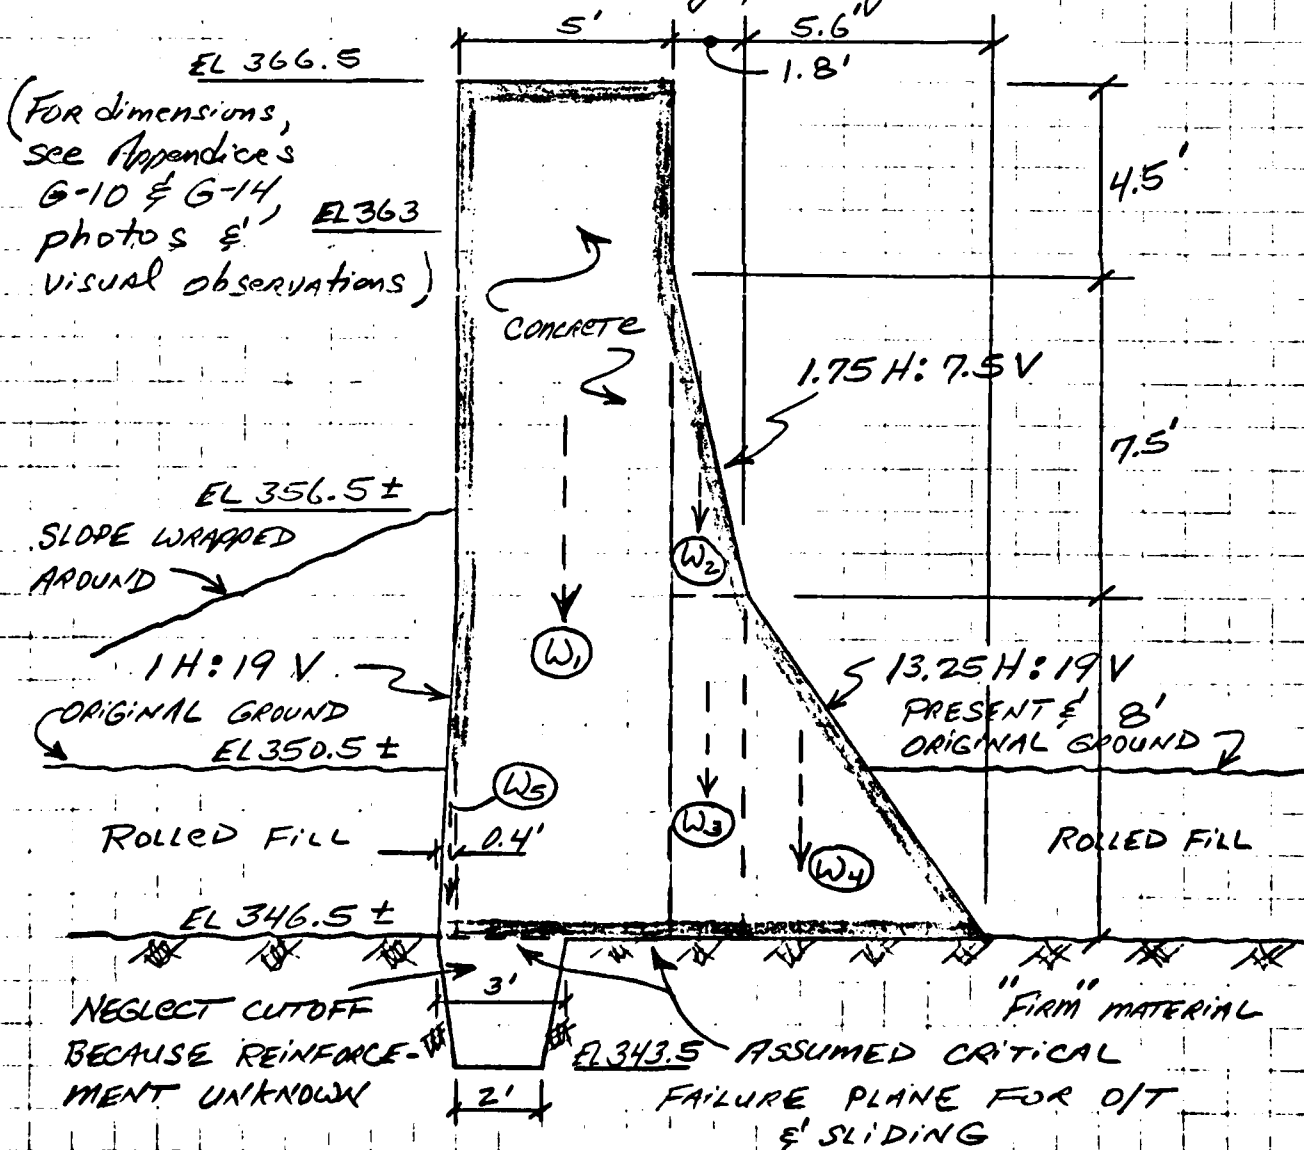 5'
5.6'
1.8'
EL 366.5
(FOR dimensions,
see Appendices
G-10 & G-14,
photos &
visual observations)
EL 363
4.5'
CONCRETE
1.75 H: 7.5 V
7.5'
EL 356.5 ±
SLOPE WRAPPED
AROUND
W2
W1
1 H: 19 V
13.25 H: 19 V
ORIGINAL GROUND
EL 350.5 ±
PRESENT &
ORIGINAL GROUND
8'
W5
W3
W4
ROLLED FILL
0.4'
ROLLED FILL
EL 346.5 ±
3'
NEGLECT CUTOFF
BECAUSE REINFORCE-
MENT UNKNOWN
2'
EL 343.5
"FIRM" MATERIAL
ASSUMED CRITICAL
FAILURE PLANE FOR O/T
& SLIDING